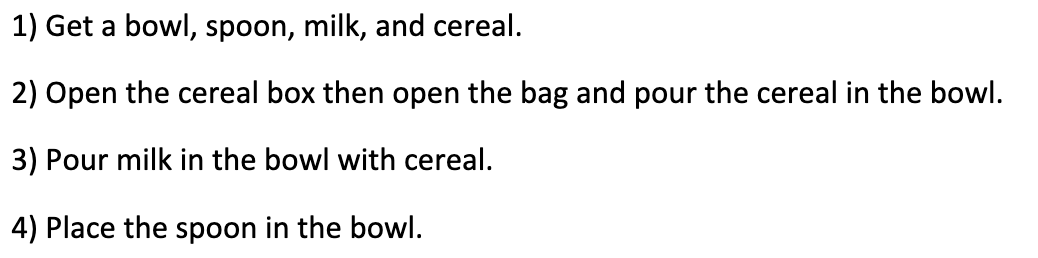 1) Get a bowl, spoon, milk, and cereal.
2) Open the cereal box then open the bag and pour the cereal in the bowl.
3) Pour milk in the bowl with cereal.
4) Place the spoon in the bowl.